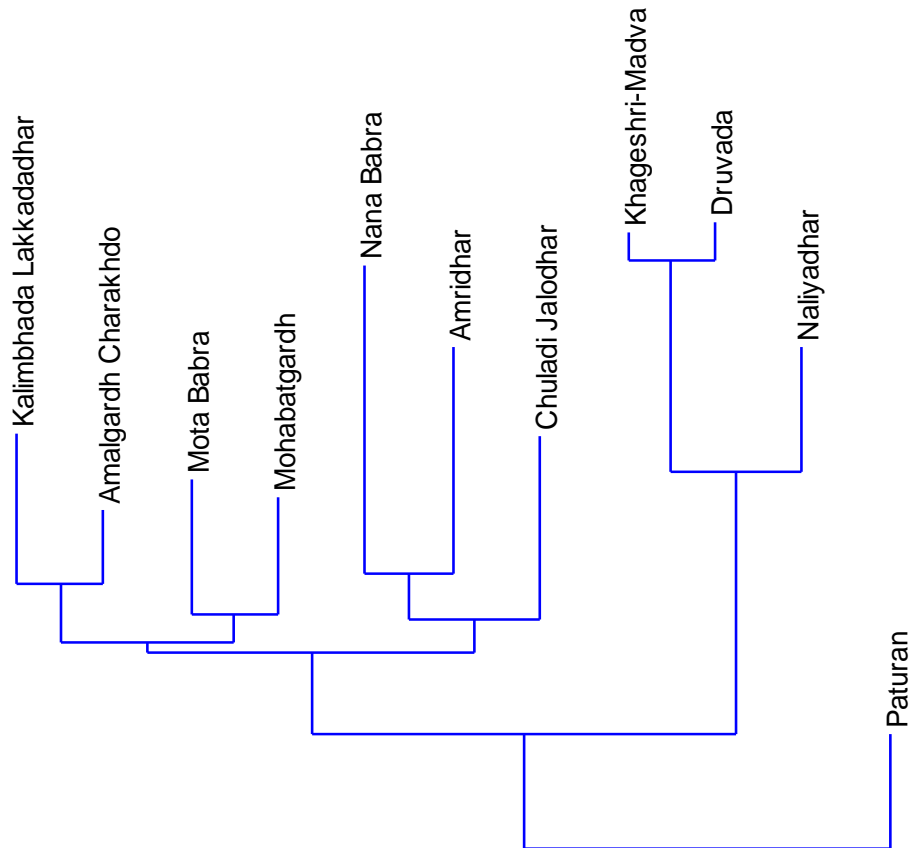 Kalimbhada Lakkadadhar
Amalgardh Charakhdo
Mota Babra
Mohabatgardh
Nana Babra
Amridhar
Chuladi Jalodhar
Khageshri-Madva
Druvada
Naliyadhar
Paturan